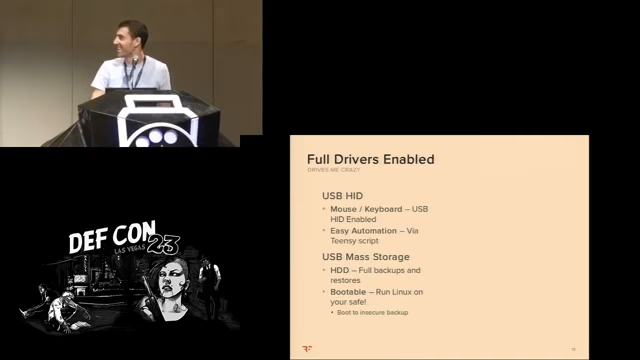 Full Drivers Enabled
DRIVES ME CRAZY
USB HID
• Mouse / Keyboard – USB
HID Enabled
• Easy Automation – Via
Teensy script
USB Mass Storage
• HDD – Full backups and
restores
• Bootable – Run Linux on
your safe!
• Boot to insecure backup
DEF CON
LAS VEGAS 23